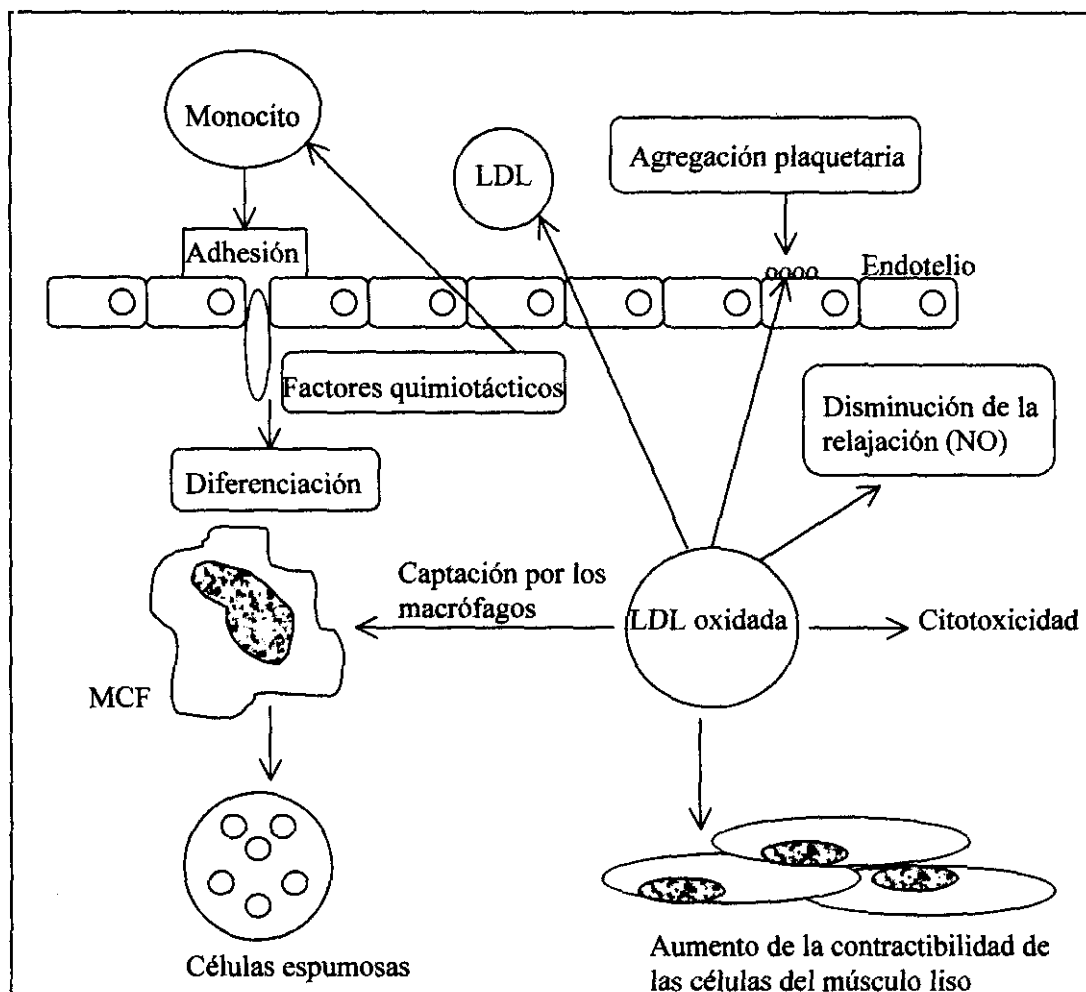 Monocito
LDL
Agregación plaquetaria
Adhesión
Endotelio
Factores quimiotácticos
Disminución de la
relajación (NO)
Diferenciación
Captación por los
macrófagos
LDL oxidada
Citotoxicidad
MCF
Células espumosas
Aumento de la contractibilidad de
las células del músculo liso